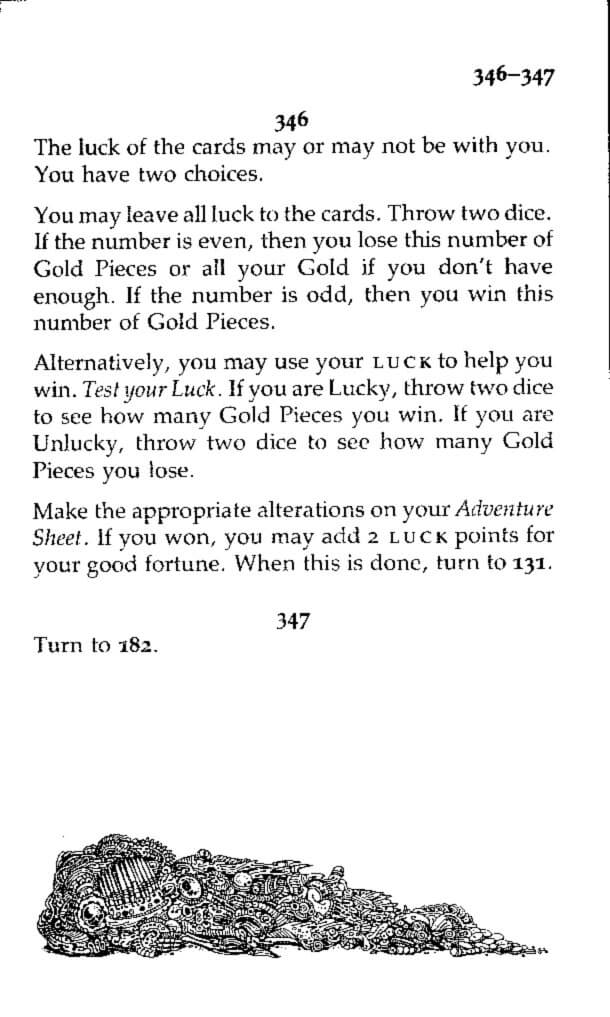 346–347
346
The luck of the cards may or may not be with you.
You have two choices.
You may leave all luck to the cards. Throw two dice.
If the number is even, then you lose this number of
Gold Pieces or all your Gold if you don't have
enough. If the number is odd, then you win this
number of Gold Pieces.
Alternatively, you may use your LUCK to help you
win. Test your Luck. If you are Lucky, throw two dice
to see how many Gold Pieces you win. If you are
Unlucky, throw two dice to see how many Gold
Pieces you lose.
Make the appropriate alterations on your Adventure
Sheet. If you won, you may add 2 LUCK points for
your good fortune. When this is done, turn to 131.
347
Turn to 182.